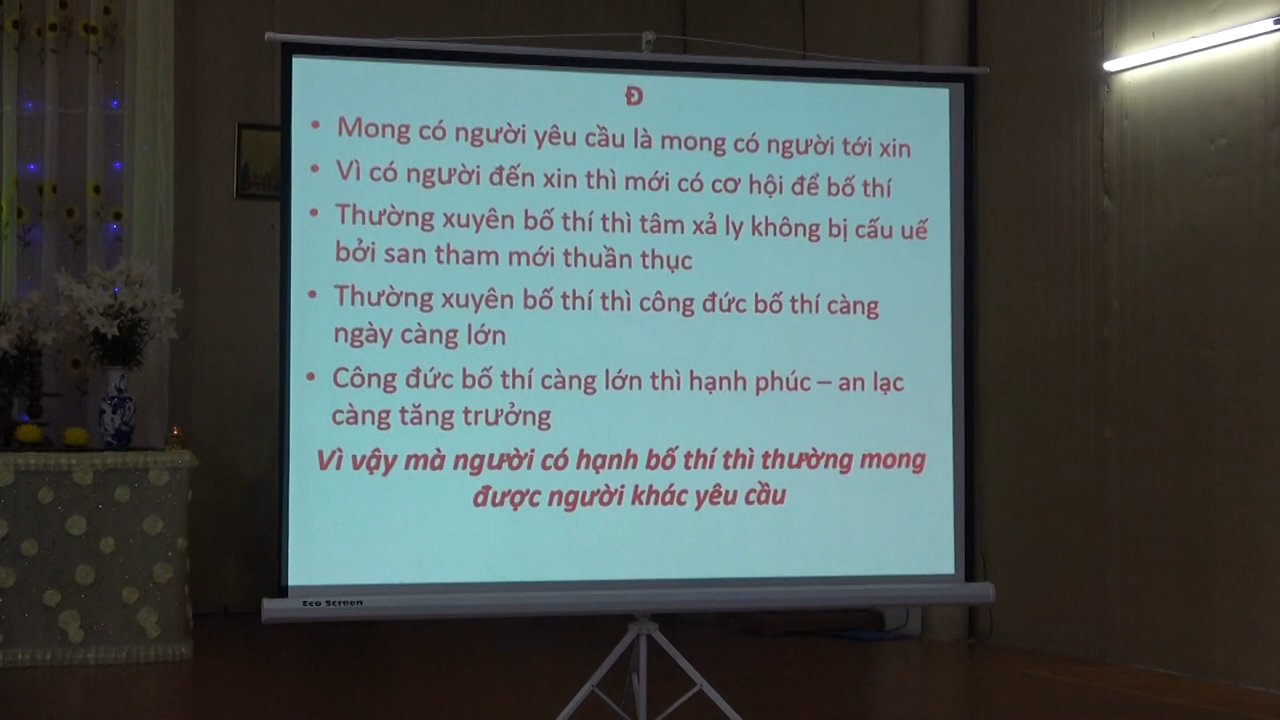 Đ
• Mong có người yêu cầu là mong có người tới xin
• Vì có người đến xin thì mới có cơ hội để bố thí
• Thường xuyên bố thí thì tâm xả ly không bị cấu uế
bởi san tham mới thuần thục
• Thường xuyên bố thí thì công đức bố thí càng
ngày càng lớn
• Công đức bố thí càng lớn thì hạnh phúc – an lạc
càng tăng trưởng
Vì vậy mà người có hạnh bố thí thì thường mong
được người khác yêu cầu
Eco Screen